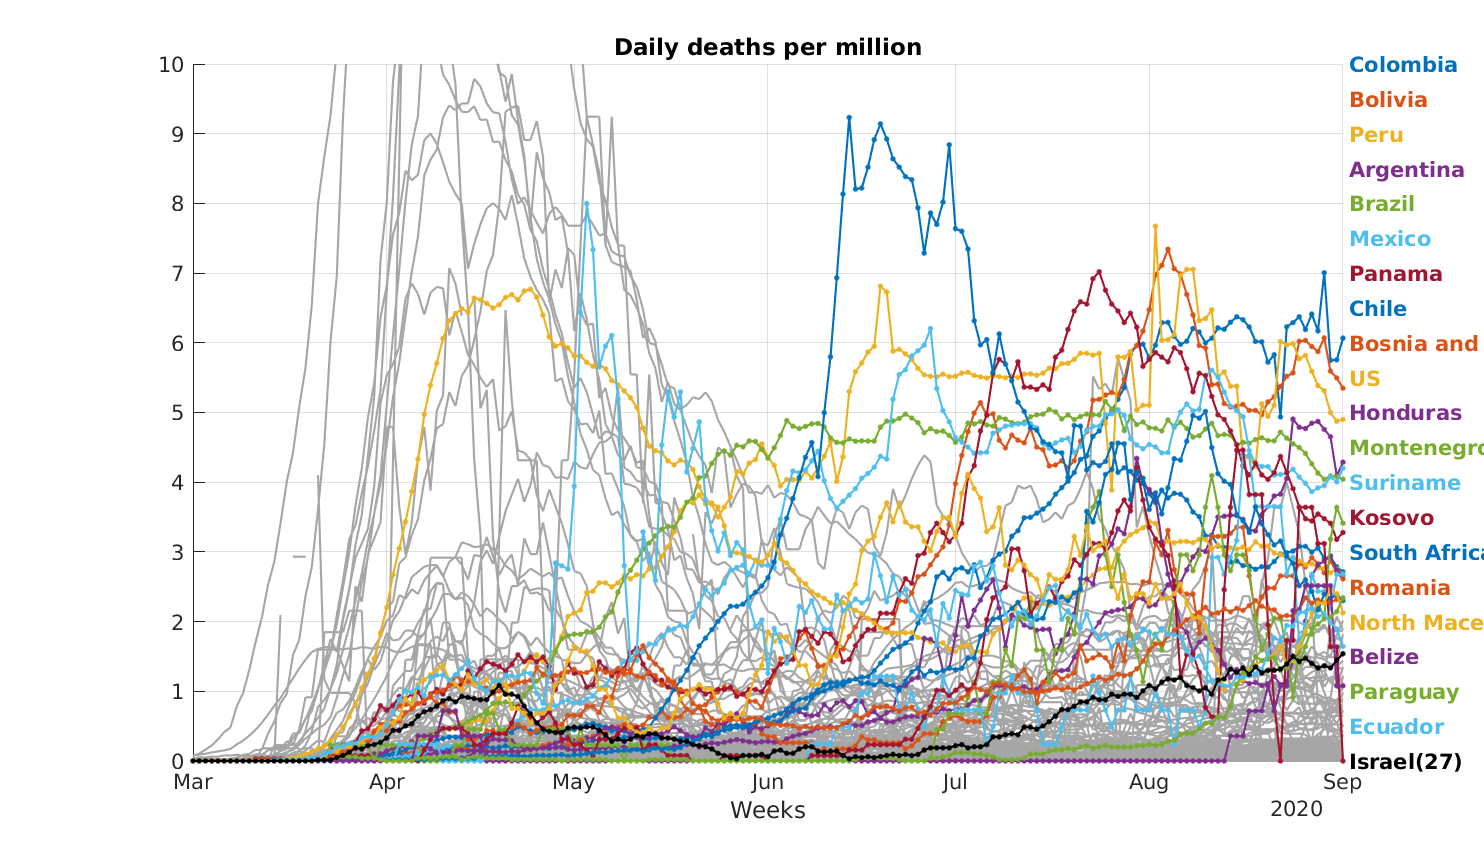 Daily deaths per million
10
9
8
7
6
5
4
3
2
1
0
Mar
Apr
May
Jun
Jul
Aug
Sep
Weeks
2020
Colombia
Bolivia
Peru
Argentina
Brazil
Mexico
Panama
Chile
Bosnia and
US
Honduras
Montenegro
Suriname
Kosovo
South Africa
Romania
North Mace
Belize
Paraguay
Ecuador
Israel(27)